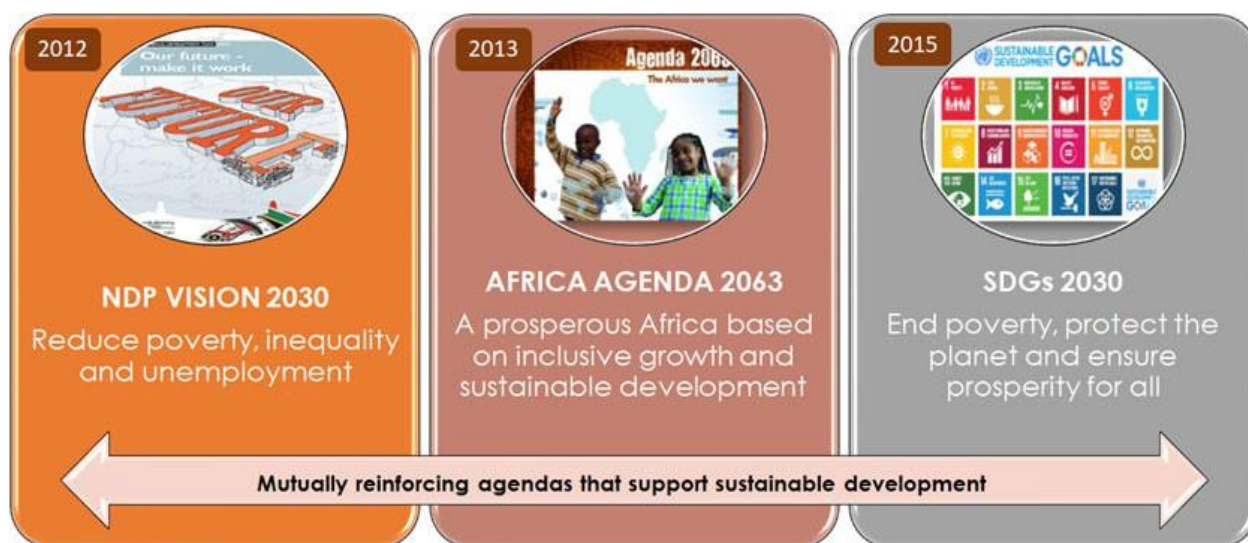 2012
Our future -
make it work
OUR
FUTURE
NDP VISION 2030
Reduce poverty, inequality
and unemployment
2013
Agenda 2063
The Africa we want
AFRICA AGENDA 2063
A prosperous Africa based
on inclusive growth and
sustainable development
2015
SUSTAINABLE
DEVELOPMENT
GOALS
SDGs 2030
End poverty, protect the
planet and ensure
prosperity for all
Mutually reinforcing agendas that support sustainable development